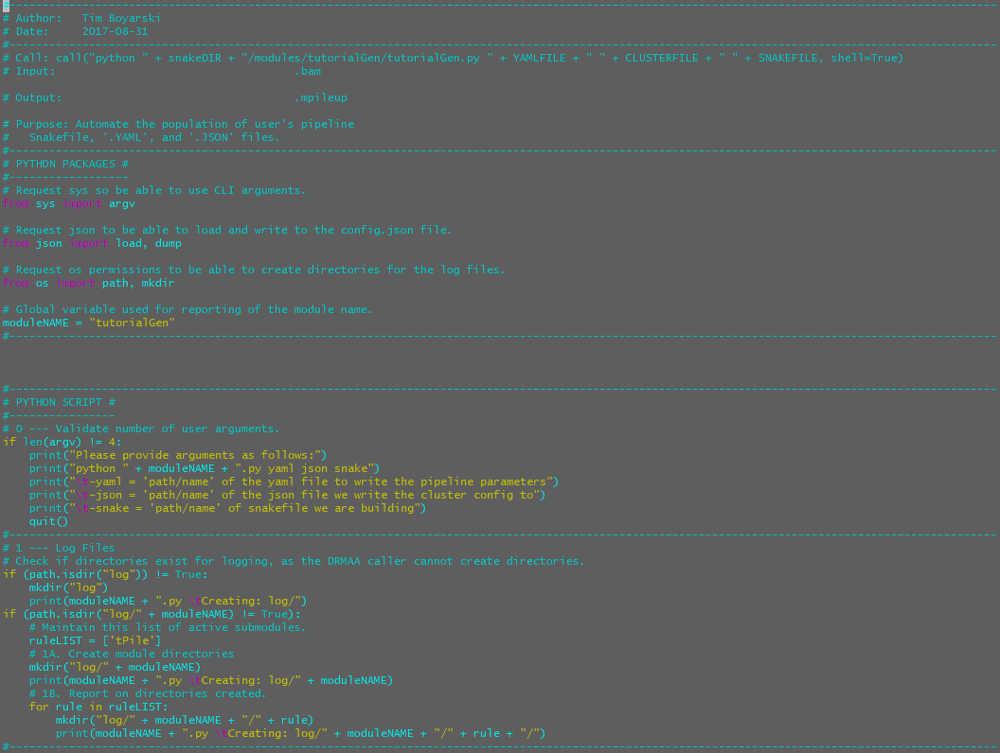 #------------------------------------------------------------------------------------------------------------------------------------------------------
# Author:   Tim Boyarski
# Date:     2017-08-31
#------------------------------------------------------------------------------------------------------------------------------------------------------
# Call: call("python " + snakeDIR + "/modules/tutorialGen/tutorialGen.py " + YAMLFILE + " " + CLUSTERFILE + " " + SNAKEFILE, shell=True)
# Input:                                    .bam
# Output:                                   .mpileup
# Purpose: Automate the population of user's pipeline
#   Snakefile, '.YAML', and '.JSON' files.
#------------------------------------------------------------------------------------------------------------------------------------------------------
# PYTHON PACKAGES #
#------------------
# Request sys so be able to use CLI arguments.
from sys import argv
# Request json to be able to load and write to the config.json file.
from json import load, dump
# Request os permissions to be able to create directories for the log files.
from os import path, mkdir
# Global variable used for reporting of the module name.
moduleNAME = "tutorialGen"
#------------------------------------------------------------------------------------------------------------------------------------------------------
#------------------------------------------------------------------------------------------------------------------------------------------------------
# PYTHON SCRIPT #
#----------------
# 0 --- Validate number of user arguments.
if len(argv) != 4:
    print("Please provide arguments as follows:")
    print("python " + moduleNAME + ".py yaml json snake")
    print("\t-yaml = 'path/name' of the yaml file to write the pipeline parameters")
    print("\t-json = 'path/name' of the json file we write the cluster config to")
    print("\t-snake = 'path/name' of snakefile we are building")
    quit()
#------------------------------------------------------------------------------------------------------------------------------------------------------
# 1 --- Log Files
# Check if directories exist for logging, as the DRMAA caller cannot create directories.
if (path.isdir("log")) != True:
    mkdir("log")
    print(moduleNAME + ".py \tCreating: log/")
if (path.isdir("log/" + moduleNAME) != True):
    # Maintain this list of active submodules.
    ruleLIST = ['tPile']
    # 1A. Create module directories
    mkdir("log/" + moduleNAME)
    print(moduleNAME + ".py \tCreating: log/" + moduleNAME)
    # 1B. Report on directories created.
    for rule in ruleLIST:
        mkdir("log/" + moduleNAME + "/" + rule)
        print(moduleNAME + ".py \tCreating: log/" + moduleNAME + "/" + rule + "/")
#------------------------------------------------------------------------------------------------------------------------------------------------------